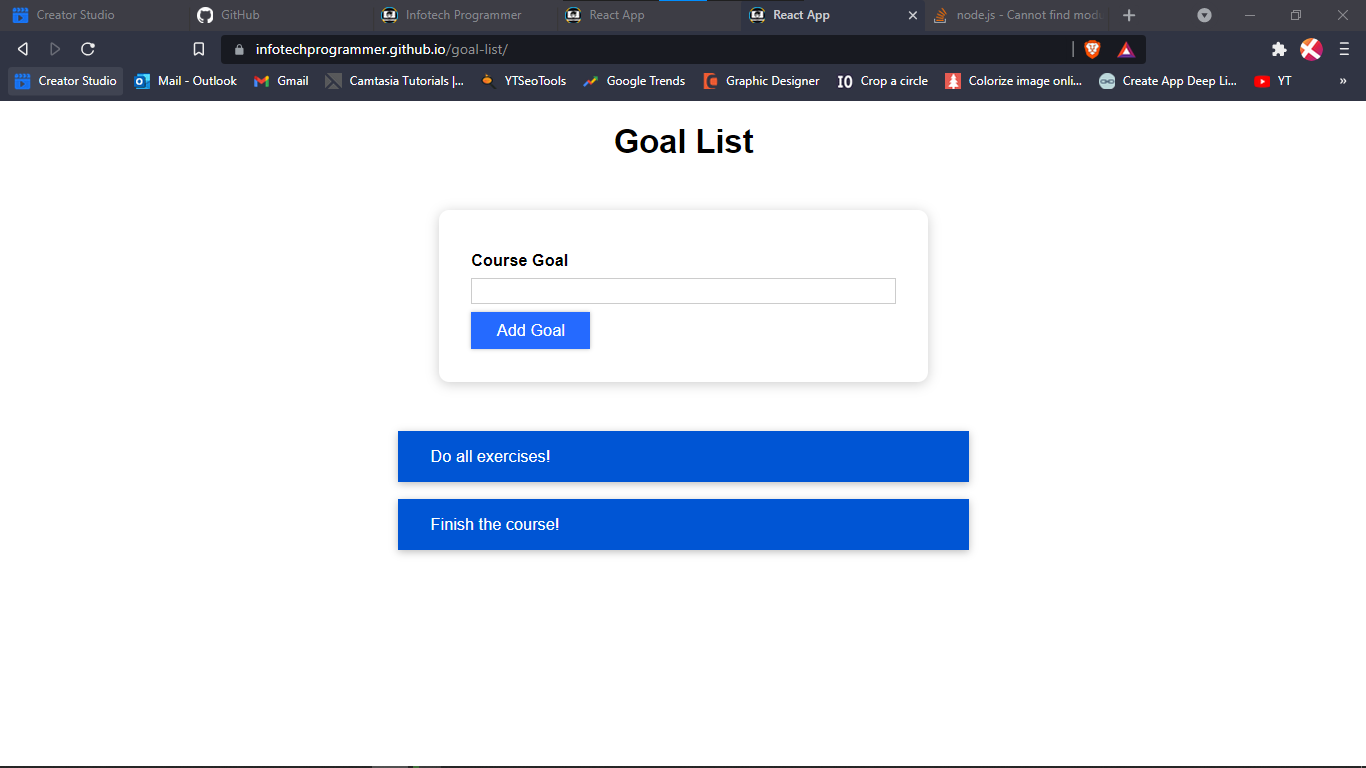 Creator Studio
GitHub
Infotech Programmer
React App
React App
node.js - Cannot find modu
infotechprogrammer.github.io/goal-list/
Creator Studio
Mail - Outlook
Gmail
Camtasia Tutorials |...
YTSeoTools
Google Trends
Graphic Designer
IO Crop a circle
Colorize image onli...
Create App Deep Li...
YT
»
Goal List
Course Goal
Add Goal
Do all exercises!
Finish the course!